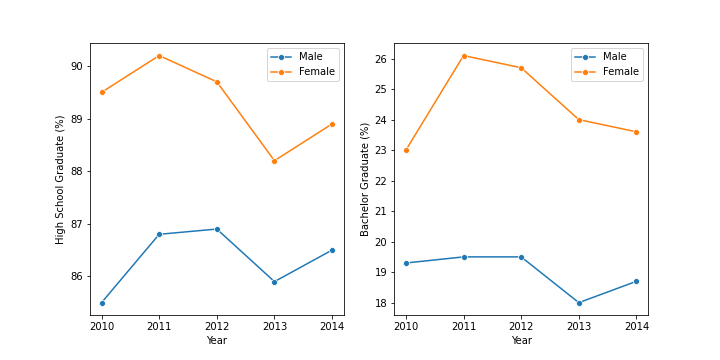 High School Graduate (%)
90
89
88
87
86
Male
Female
2010 2011 2012 2013 2014
Year
Bachelor Graduate (%)
26
25
24
23
22
21
20
19
18
Male
Female
2010 2011 2012 2013 2014
Year